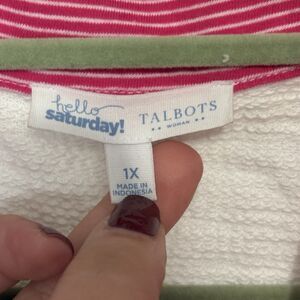 hello
saturday!
TALBOTS
WOMAN
1X
MADE IN
INDONESIA